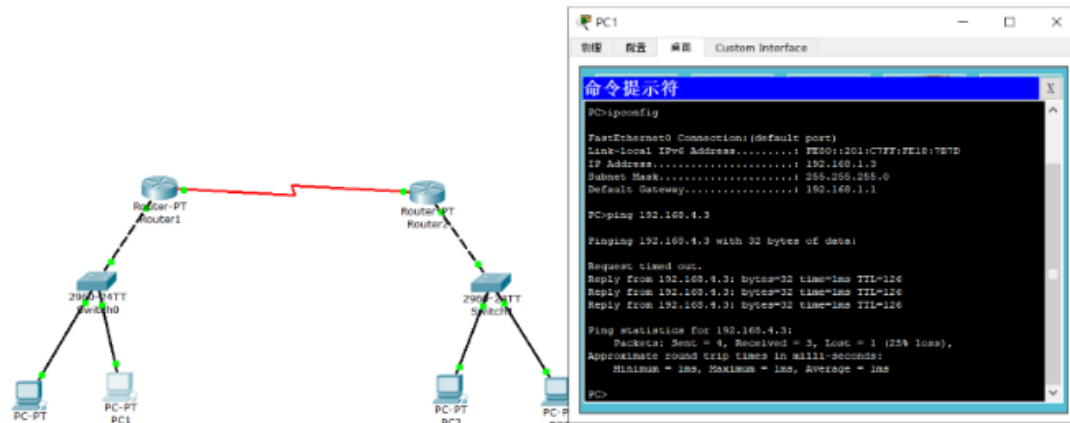 PC1
物理 配置 桌面 Custom Interface
命令提示符 X
PC>ipconfig
FastEthernet0 Connection:(default port)
Link-local IPv6 Address.........: FE80::201:C7FF:FE18:7B7D
IP Address......................: 192.168.1.3
Subnet Mask.....................: 255.255.255.0
Default Gateway.................: 192.168.1.1
PC>ping 192.168.4.3
Pinging 192.168.4.3 with 32 bytes of data:
Request timed out.
Reply from 192.168.4.3: bytes=32 time=1ms TTL=126
Reply from 192.168.4.3: bytes=32 time=1ms TTL=126
Reply from 192.168.4.3: bytes=32 time=1ms TTL=126
Ping statistics for 192.168.4.3:
Packets: Sent = 4, Received = 3, Lost = 1 (25% loss),
Approximate round trip times in milli-seconds:
Minimum = 1ms, Maximum = 1ms, Average = 1ms
PC>
Router-PT
Router1
Router-PT
Router2
2960-24TT
Switch0
2960-24TT
PC-PT
PC-PT
PC1
PC-PT
PC2